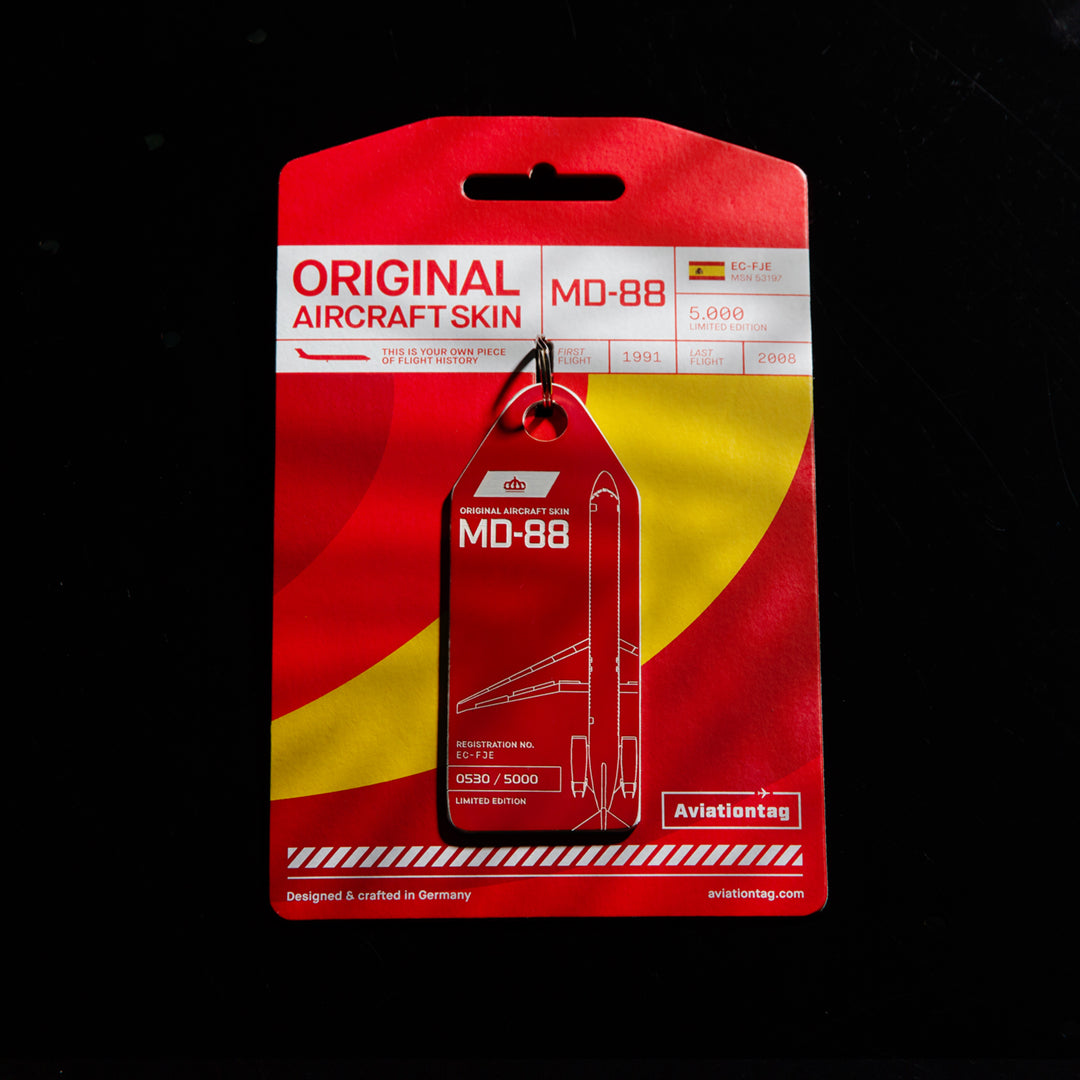 ORIGINAL
AIRCRAFT SKIN
MD-88
EC-FJE
MSN 53197
5.000
LIMITED EDITION
THIS IS YOUR OWN PIECE
OF FLIGHT HISTORY
FIRST
FLIGHT
1991
LAST
FLIGHT
2008
ORIGINAL AIRCRAFT SKIN
MD-88
REGISTRATION NO.
EC-FJE
0530 / 5000
LIMITED EDITION
Aviationtag
Designed & crafted in Germany
aviationtag.com